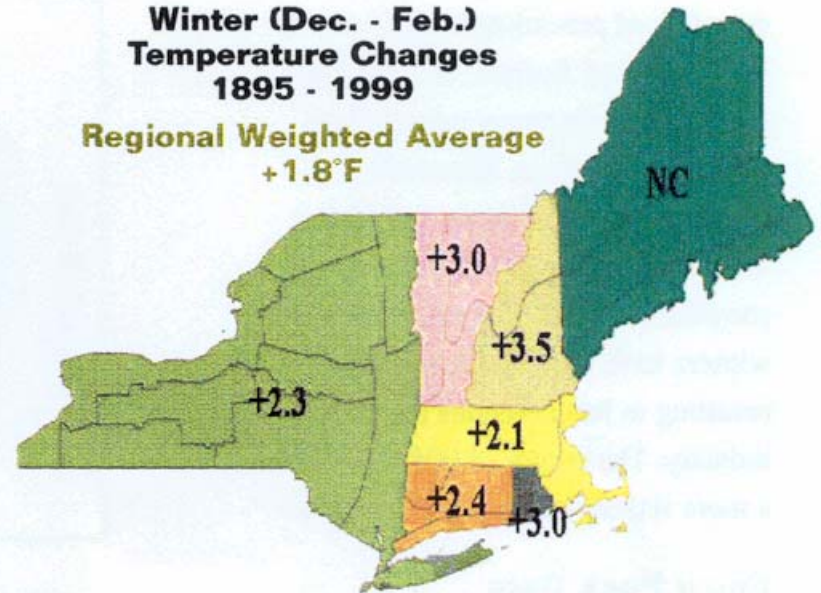 Winter (Dec. - Feb.)
Temperature Changes
1895 - 1999
Regional Weighted Average
+1.8°F
NC
+3.0
+3.5
+2.3
+2.1
+2.4
+3.0